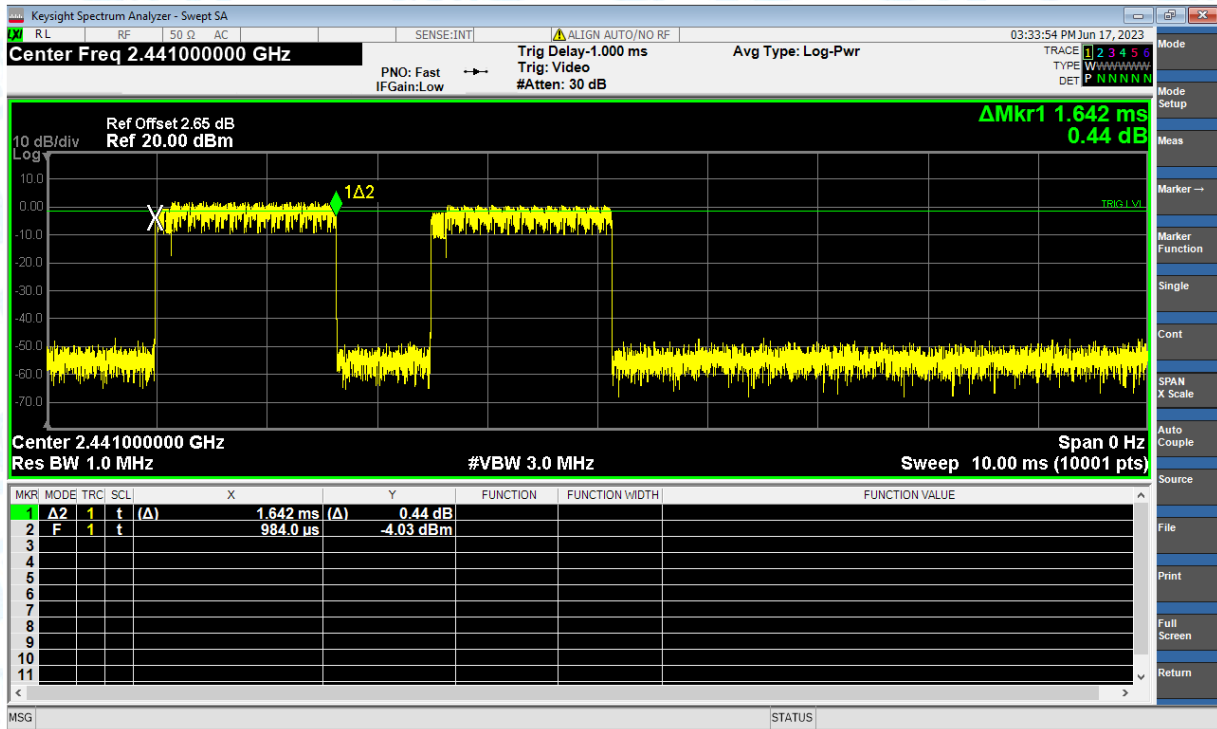 Keysight Spectrum Analyzer - Swept SA
LXI RL RF 50 Ω AC SENSE:INT ALIGN AUTO/NO RF 03:33:54 PM Jun 17, 2023
Center Freq 2.441000000 GHz
PNO: Fast
IFGain:Low
Trig Delay-1.000 ms
Trig: Video
#Atten: 30 dB
Avg Type: Log-Pwr
TRACE 1 2 3 4 5 6
TYPE WWWWWW
DET P N N N N N
ΔMkr1 1.642 ms
0.44 dB
Ref Offset 2.65 dB
10 dB/div Ref 20.00 dBm
Log
10.0
0.00
-10.0
-20.0
-30.0
-40.0
-50.0
-60.0
-70.0
1Δ2
TRIG LVL
Center 2.441000000 GHz Span 0 Hz
Res BW 1.0 MHz #VBW 3.0 MHz Sweep 10.00 ms (10001 pts)
MKR MODE TRC SCL X Y FUNCTION FUNCTION WIDTH FUNCTION VALUE
1 Δ2 1 t (Δ) 1.642 ms (Δ) 0.44 dB
2 F 1 t 984.0 µs -4.03 dBm
3
4
5
6
7
8
9
10
11
MSG STATUS
Mode
Mode
Setup
Meas
Marker →
Marker
Function
Single
Cont
SPAN
X Scale
Auto
Couple
Source
File
Print
Full
Screen
Return